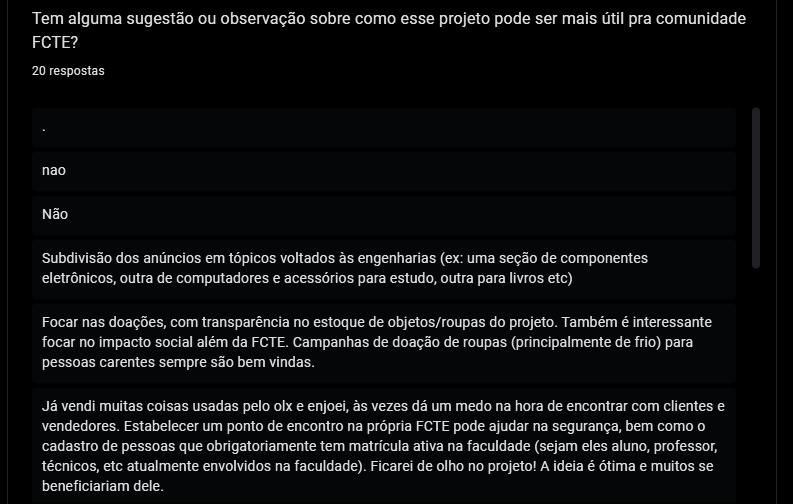 Tem alguma sugestão ou observação sobre como esse projeto pode ser mais útil pra comunidade
FCTE?
20 respostas
.
nao
Não
Subdivisão dos anúncios em tópicos voltados às engenharias (ex: uma seção de componentes
eletrônicos, outra de computadores e acessórios para estudo, outra para livros etc)
Focar nas doações, com transparência no estoque de objetos/roupas do projeto. Também é interessante
focar no impacto social além da FCTE. Campanhas de doação de roupas (principalmente de frio) para
pessoas carentes sempre são bem vindas.
Já vendi muitas coisas usadas pelo olx e enjoei, às vezes dá um medo na hora de encontrar com clientes e
vendedores. Estabelecer um ponto de encontro na própria FCTE pode ajudar na segurança, bem como o
cadastro de pessoas que obrigatoriamente tem matrícula ativa na faculdade (sejam eles aluno, professor,
técnicos, etc atualmente envolvidos na faculdade). Ficarei de olho no projeto! A ideia é ótima e muitos se
beneficiariam dele.